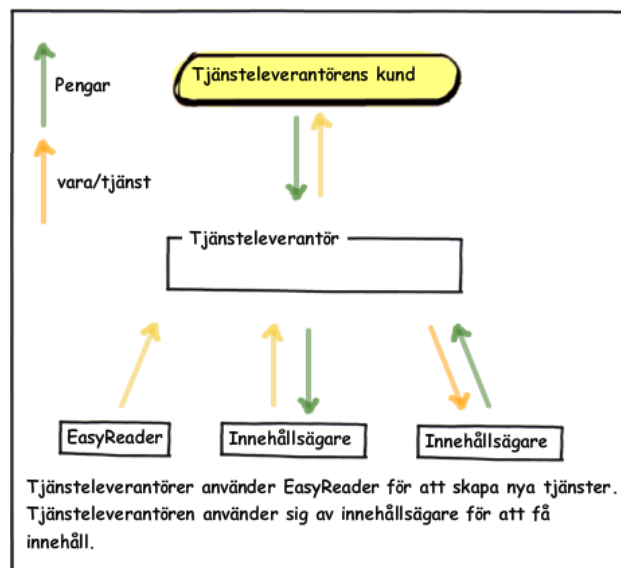 Tjänsteleverantörens kund
Pengar
vara/tjänst
Tjänsteleverantör
EasyReader
Innehållsägare
Innehållsägare
Tjänsteleverantörer använder EasyReader för att skapa nya tjänster.
Tjänsteleverantören använder sig av innehållsägare för att få
innehåll.